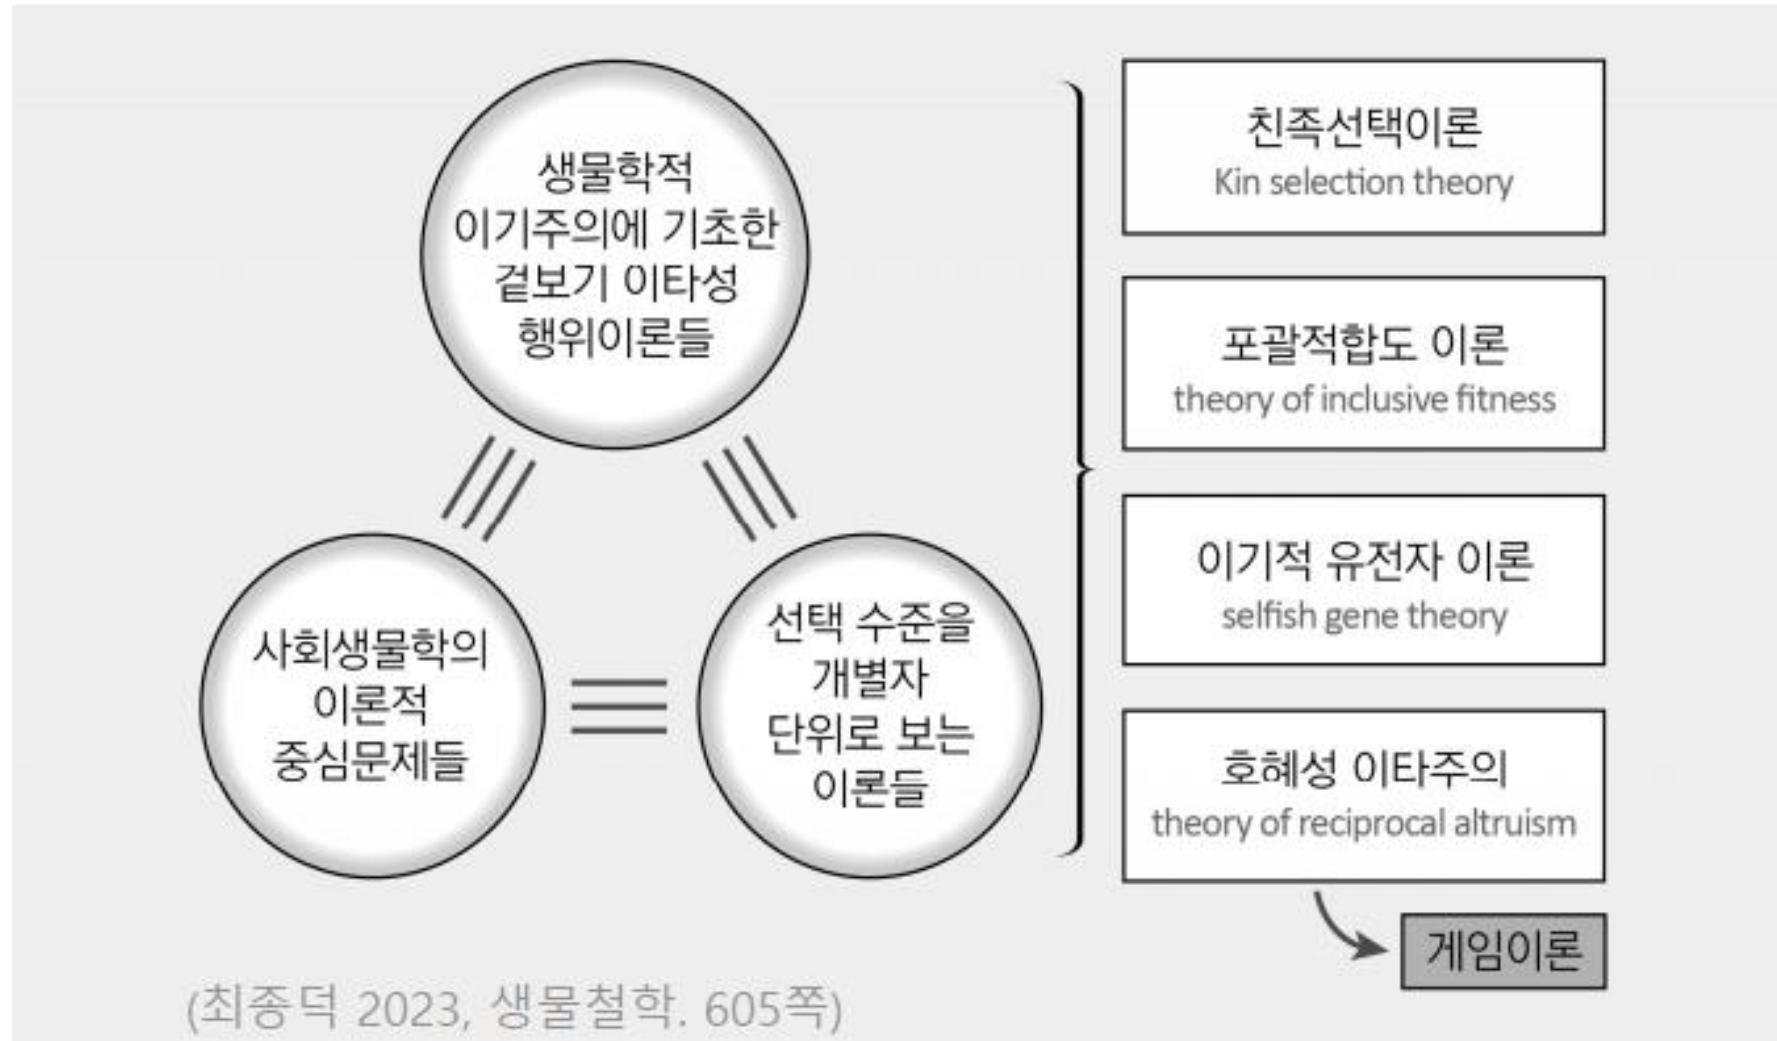 생물학적
이기주의에 기초한
겉보기 이타성
행위이론들
사회생물학의
이론적
중심문제들
선택 수준을
개별자
단위로 보는
이론들
친족선택이론
Kin selection theory
포괄적합도 이론
theory of inclusive fitness
이기적 유전자 이론
selfish gene theory
호혜성 이타주의
theory of reciprocal altruism
게임이론
(최종덕 2023, 생물철학. 605쪽)